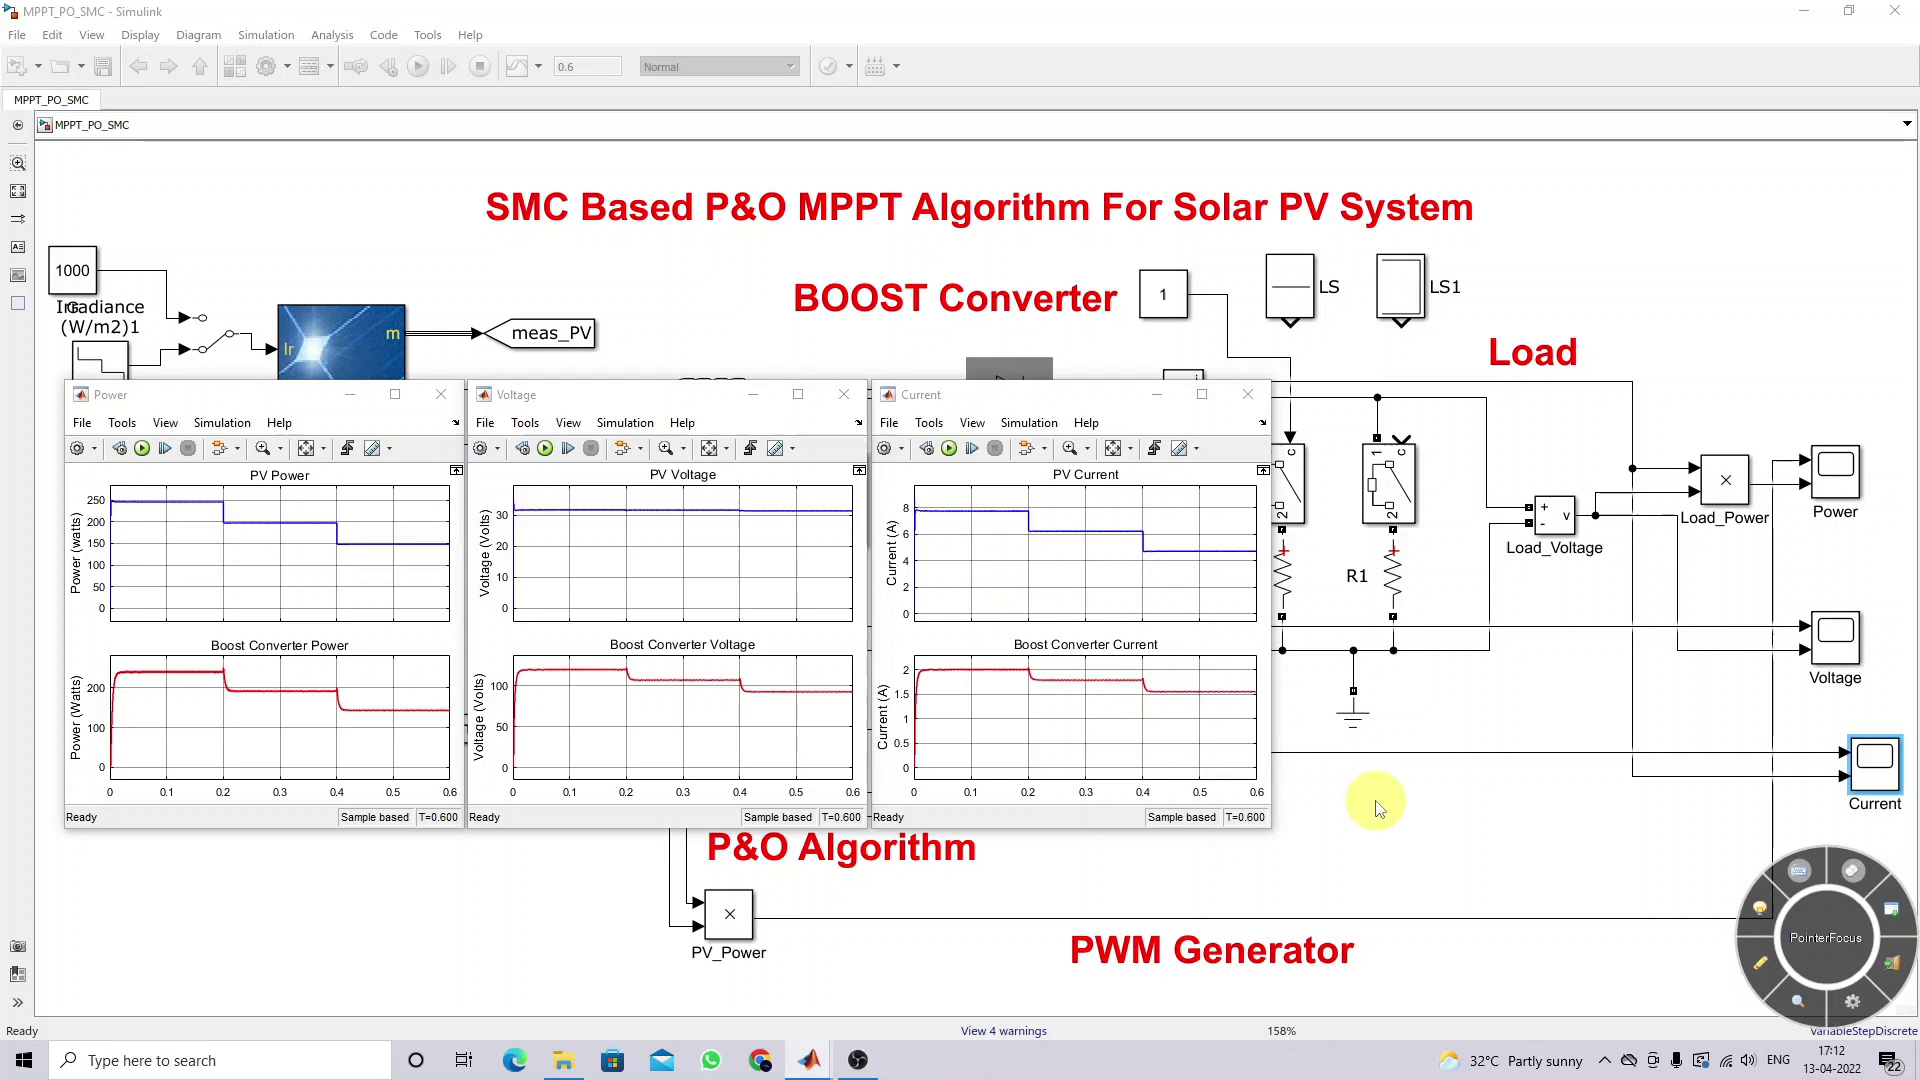 MPPT_PO_SMC - Simulink
File Edit View Display Diagram Simulation Analysis Code Tools Help
0.6 Normal
MPPT_PO_SMC
MPPT_PO_SMC
SMC Based P&O MPPT Algorithm For Solar PV System
1000
Irradiance
(W/m2)1
Ir
m
meas_PV
BOOST Converter
1
LS
LS1
Load
Power
File Tools View Simulation Help
PV Power
Power (watts)
250
200
150
100
50
0
Boost Converter Power
Power (Watts)
200
100
0
0 0.1 0.2 0.3 0.4 0.5 0.6
Ready Sample based T=0.600
Voltage
File Tools View Simulation Help
PV Voltage
Voltage (Volts)
30
20
10
0
Boost Converter Voltage
Voltage (Volts)
100
50
0
0 0.1 0.2 0.3 0.4 0.5 0.6
Ready Sample based T=0.600
Current
File Tools View Simulation Help
PV Current
Current (A)
8
6
4
2
0
Boost Converter Current
Current (A)
2
1.5
1
0.5
0
0 0.1 0.2 0.3 0.4 0.5 0.6
Ready Sample based T=0.600
c
2
1
c
2
R1
+
-
v
Load_Voltage
×
Load_Power
Power
Voltage
Current
P&O Algorithm
×
PV_Power
PWM Generator
PointerFocus
Ready View 4 warnings 158% VariableStepDiscrete
Type here to search
32°C Partly sunny ENG
17:12
13-04-2022
22